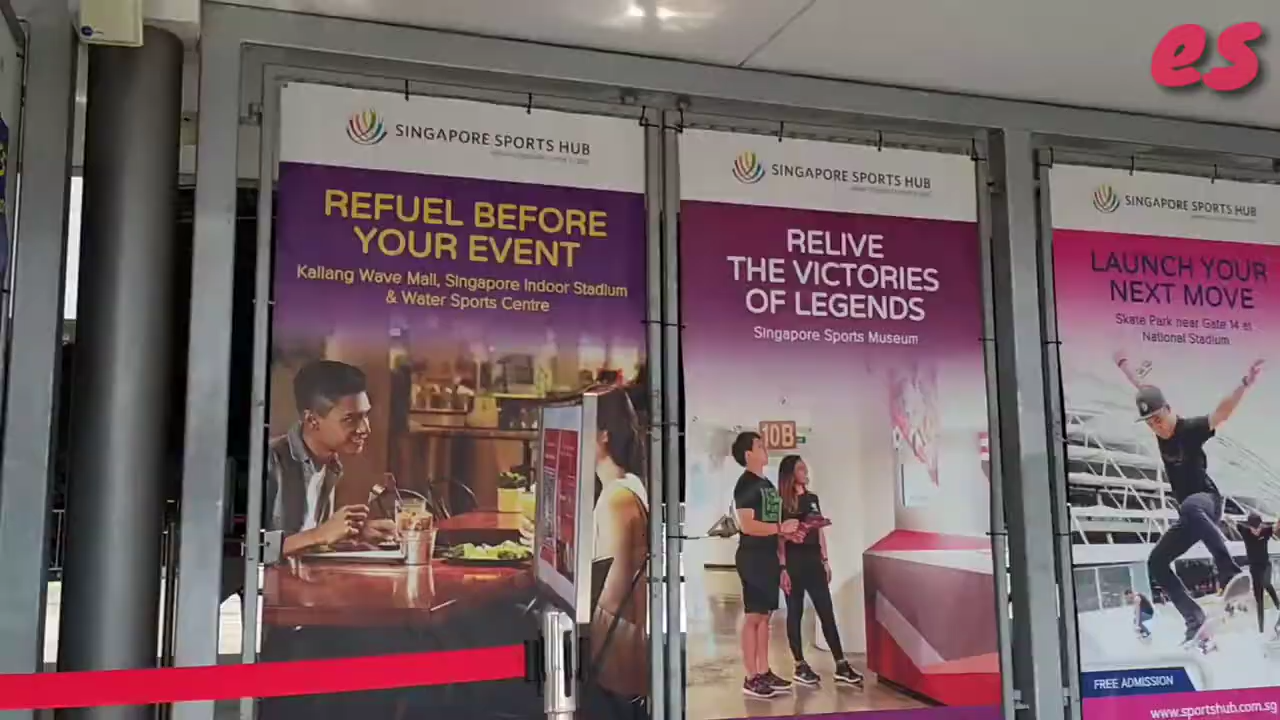 es
SINGAPORE SPORTS HUB
REFUEL BEFORE
YOUR EVENT
Kallang Wave Mall, Singapore Indoor Stadium
& Water Sports Centre
SINGAPORE SPORTS HUB
RELIVE
THE VICTORIES
OF LEGENDS
Singapore Sports Museum
10B
SINGAPORE SPORTS HUB
LAUNCH YOUR
NEXT MOVE
Skate Park near Gate 14 at
National Stadium
FREE ADMISSION
www.sportshub.com.sg